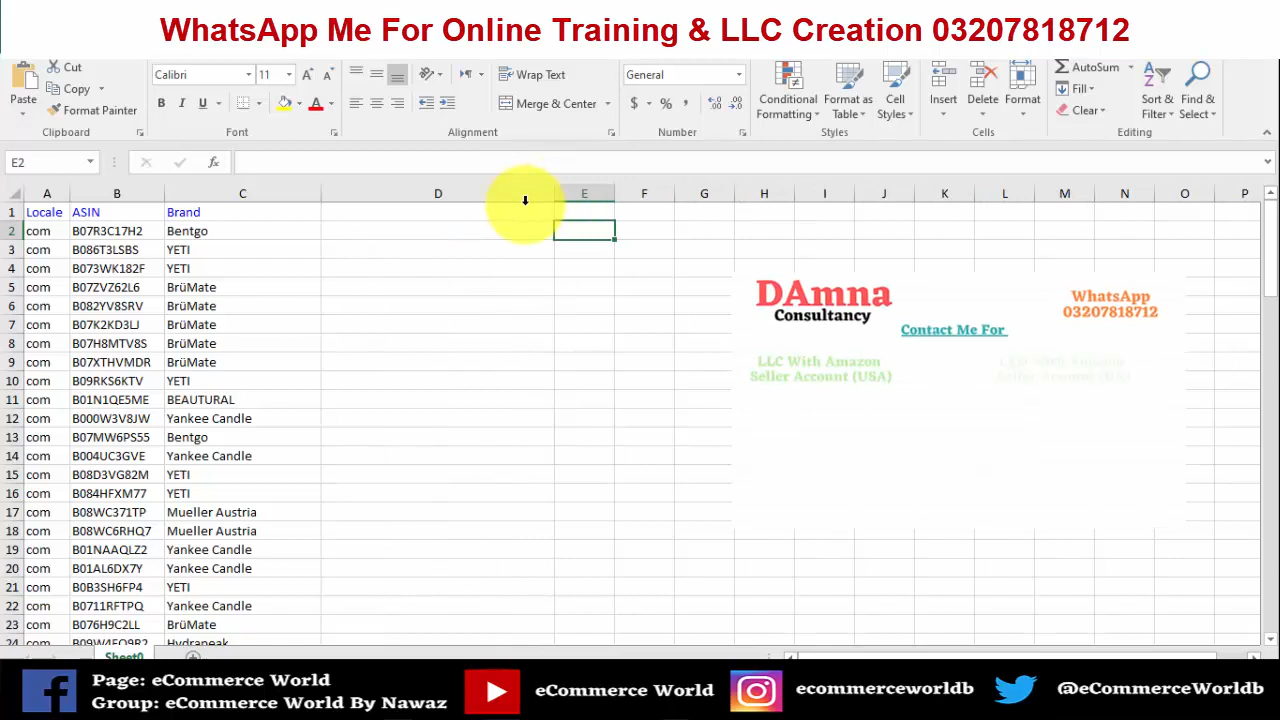 WhatsApp Me For Online Training & LLC Creation 03207818712
Paste
Cut
Copy
Format Painter
Clipboard
Calibri 11
B I U
Font
Wrap Text
Merge & Center
Alignment
General
$ % ,
Number
Conditional Formatting
Format as Table
Cell Styles
Styles
Insert
Delete
Format
Cells
AutoSum
Fill
Clear
Sort & Filter
Find & Select
Editing
E2
fx
A B C D E F G H I J K L M N O P
1 Locale ASIN Brand
2 com B07R3C17H2 Bentgo
3 com B086T3LSBS YETI
4 com B073WK182F YETI
5 com B07ZVZ62L6 BrüMate
6 com B082YV8SRV BrüMate
7 com B07K2KD3LJ BrüMate
8 com B07H8MTV8S BrüMate
9 com B07XTHVMDR BrüMate
10 com B09RKS6KTV YETI
11 com B01N1QE5ME BEAUTURAL
12 com B000W3V8JW Yankee Candle
13 com B07MW6PS55 Bentgo
14 com B004UC3GVE Yankee Candle
15 com B08D3VG82M YETI
16 com B084HFXM77 YETI
17 com B08WC371TP Mueller Austria
18 com B08WC6RHQ7 Mueller Austria
19 com B01NAAQLZ2 Yankee Candle
20 com B01AL6DX7Y Yankee Candle
21 com B0B3SH6FP4 YETI
22 com B0711RFTPQ Yankee Candle
23 com B076H9C2LL BrüMate
24 com
DAmna
Consultancy
WhatsApp
03207818712
Contact Me For
LLC With Amazon
Seller Account (USA)
Sheet0
Page: eCommerce World
Group: eCommerce World By Nawaz
eCommerce World
ecommerceworldb
@eCommerceWorldb